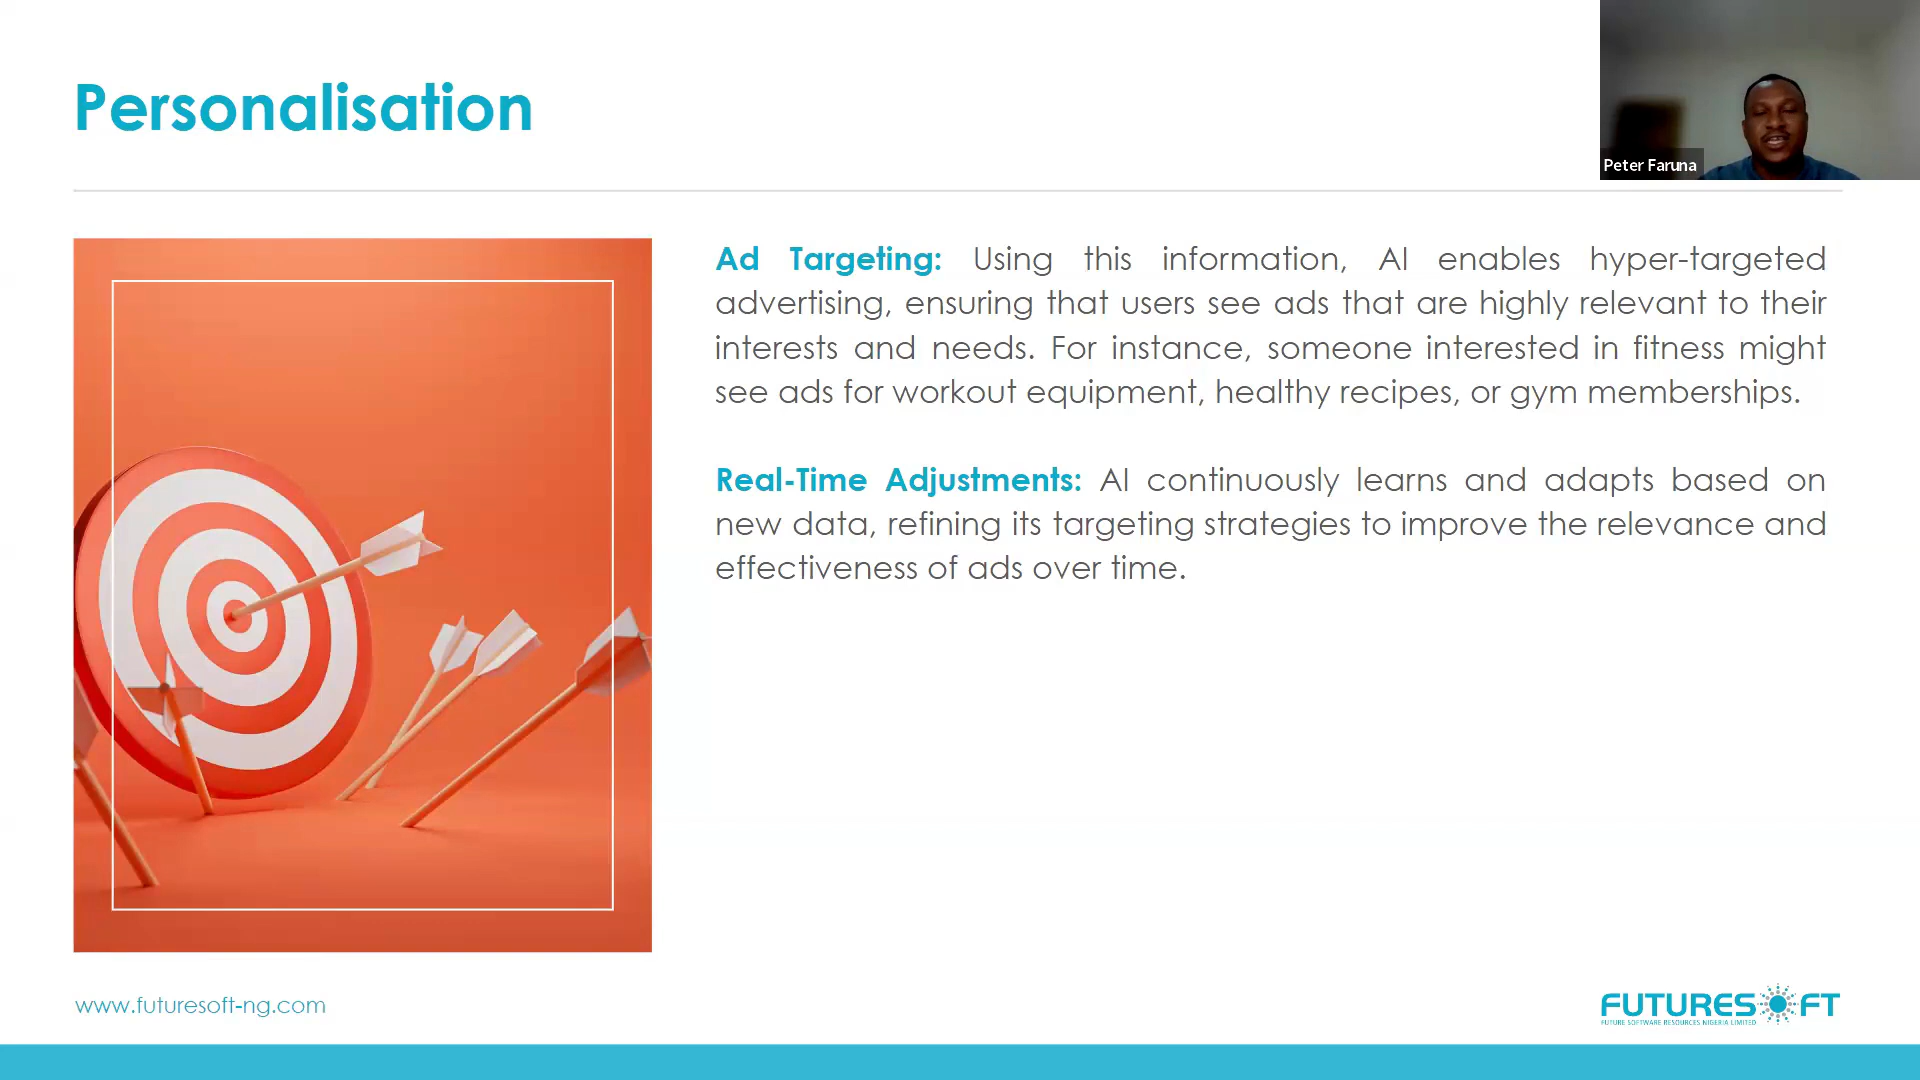 Personalisation
Peter Faruna
Ad Targeting: Using this information, AI enables hyper-targeted
advertising, ensuring that users see ads that are highly relevant to their
interests and needs. For instance, someone interested in fitness might
see ads for workout equipment, healthy recipes, or gym memberships.
Real-Time Adjustments: AI continuously learns and adapts based on
new data, refining its targeting strategies to improve the relevance and
effectiveness of ads over time.
www.futuresoft-ng.com
FUTURESOFT
FUTURE SOFTWARE RESOURCES NIGERIA LIMITED